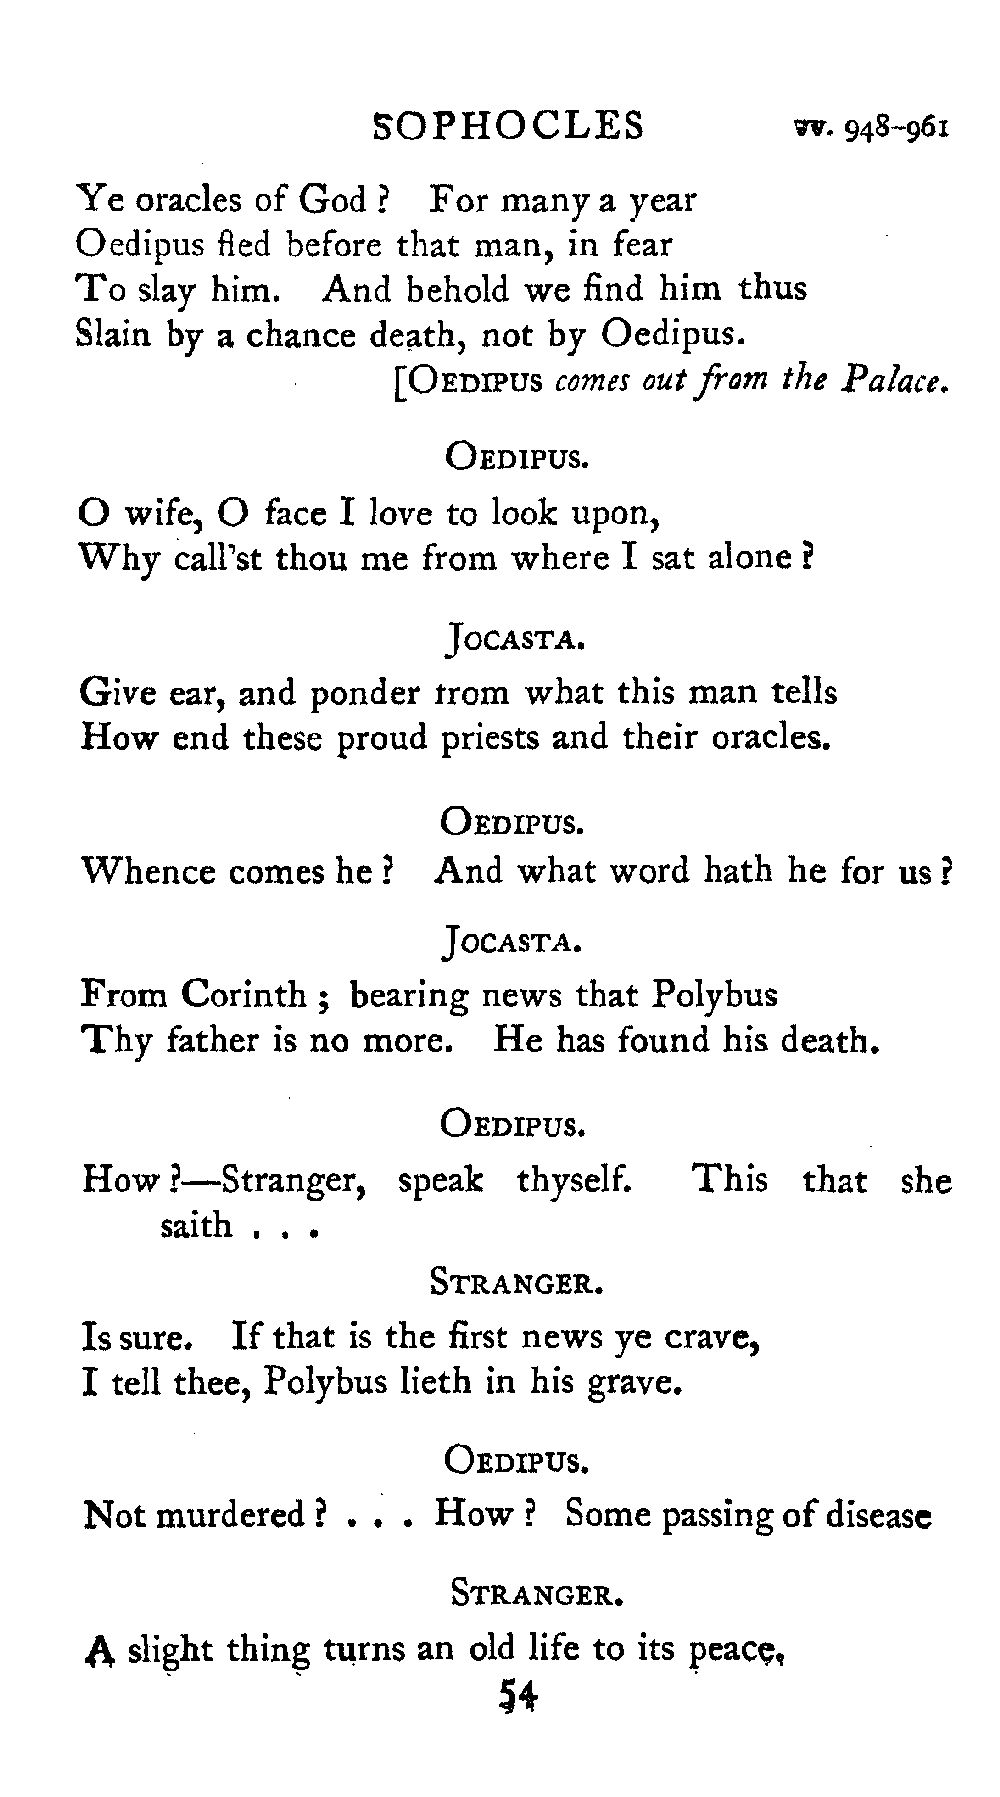 SOPHOCLES vv. 948-961
Ye oracles of God ? For many a year
Oedipus fled before that man, in fear
To slay him. And behold we find him thus
Slain by a chance death, not by Oedipus.
[OEDIPUS comes out from the Palace.
OEDIPUS.
O wife, O face I love to look upon,
Why call'st thou me from where I sat alone ?
JOCASTA.
Give ear, and ponder from what this man tells
How end these proud priests and their oracles.
OEDIPUS.
Whence comes he ? And what word hath he for us ?
JOCASTA.
From Corinth ; bearing news that Polybus
Thy father is no more. He has found his death.
OEDIPUS.
How ?—Stranger, speak thyself. This that she
saith . . .
STRANGER.
Is sure. If that is the first news ye crave,
I tell thee, Polybus lieth in his grave.
OEDIPUS.
Not murdered ? . . . How ? Some passing of disease
STRANGER.
A slight thing turns an old life to its peace,
54